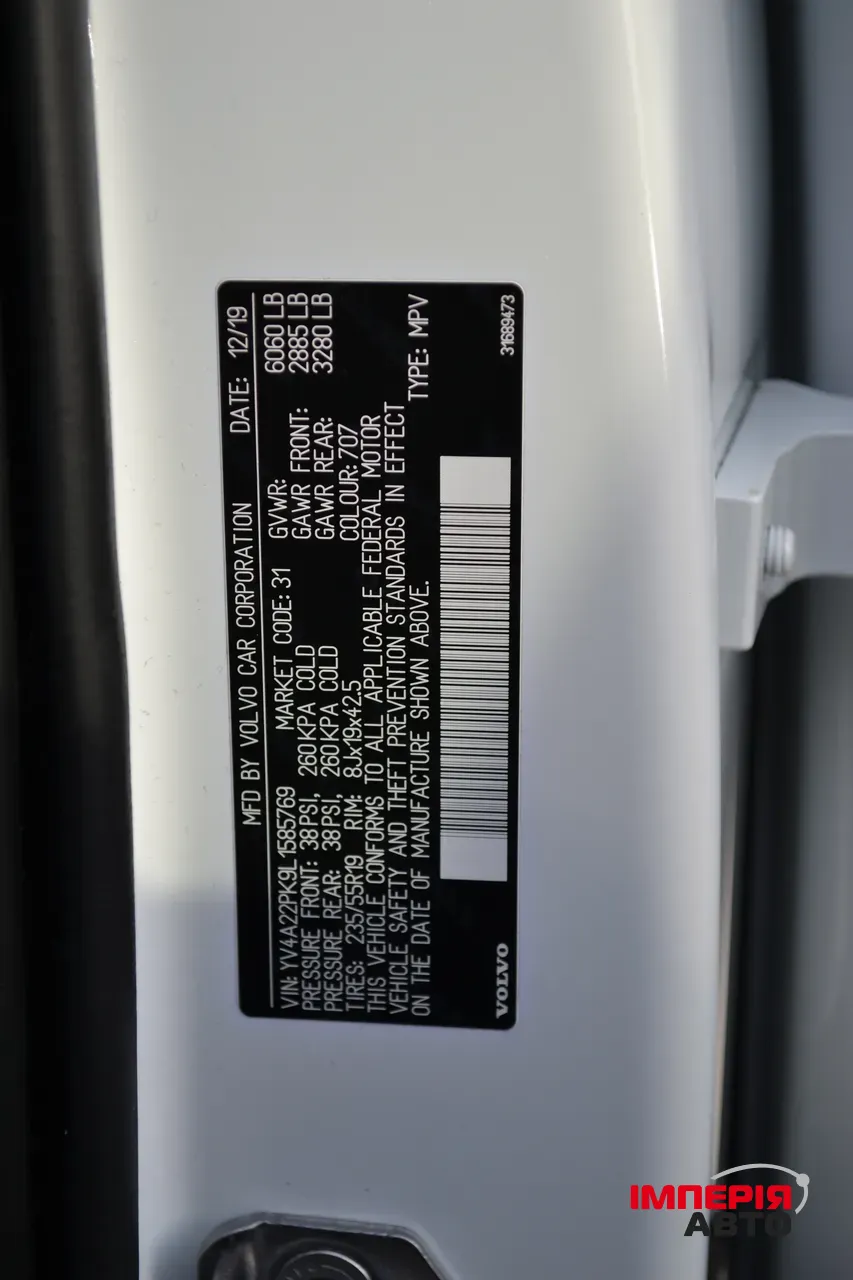 MFD BY VOLVO CAR CORPORATION DATE: 12/19
VIN: YV4A22PK9L1585769 MARKET CODE: 31 GVWR: 6060 LB
PRESSURE FRONT: 38PSI, 260KPA COLD GAWR FRONT: 2885 LB
PRESSURE REAR: 38PSI, 260KPA COLD GAWR REAR: 3280 LB
TIRES: 235/55R19 RIM: 8Jx19x42.5 COLOUR: 707
THIS VEHICLE CONFORMS TO ALL APPLICABLE FEDERAL MOTOR
VEHICLE SAFETY AND THEFT PREVENTION STANDARDS IN EFFECT
ON THE DATE OF MANUFACTURE SHOWN ABOVE. TYPE: MPV
VOLVO 31689473
ІМПЕРІЯ
АВТО